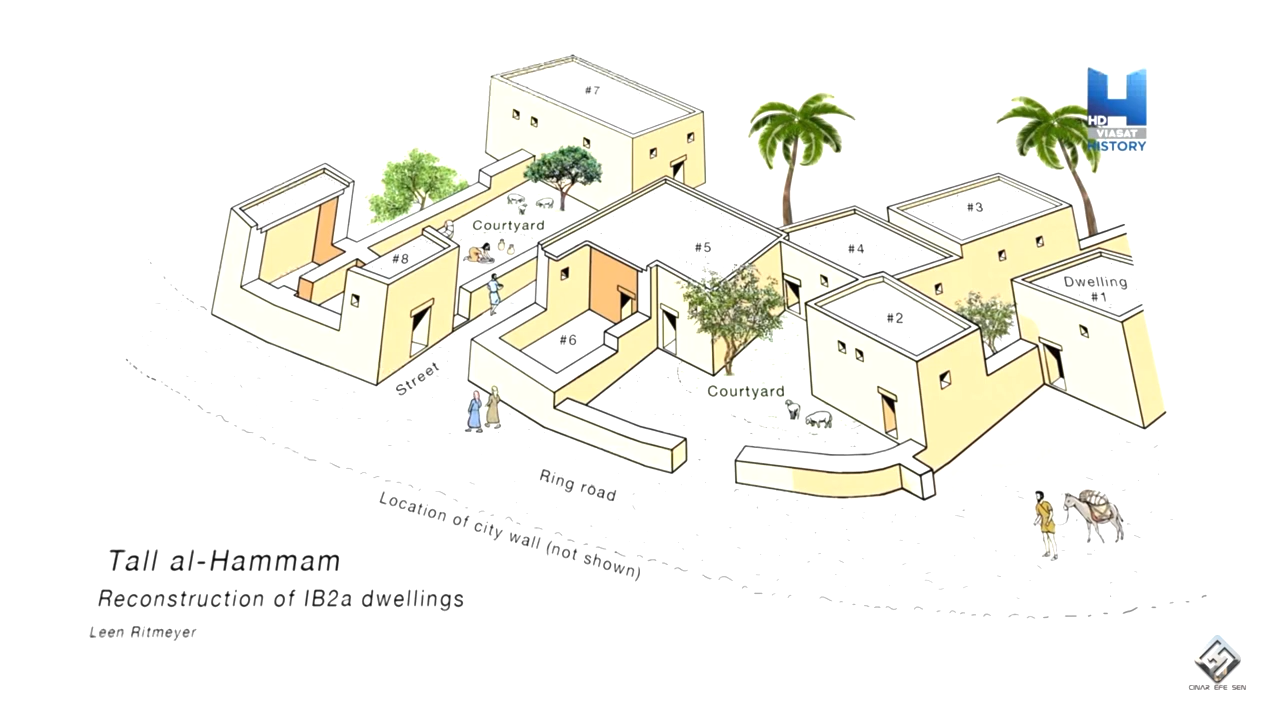 #7
HD
VIASAT
HISTORY
#3
Courtyard
#5
#4
#8
Dwelling
#1
#2
#6
Street
Courtyard
Ring road
Location of city wall (not shown)
Tall al-Hammam
Reconstruction of IB2a dwellings
Leen Ritmeyer
CINAR EFE SEN